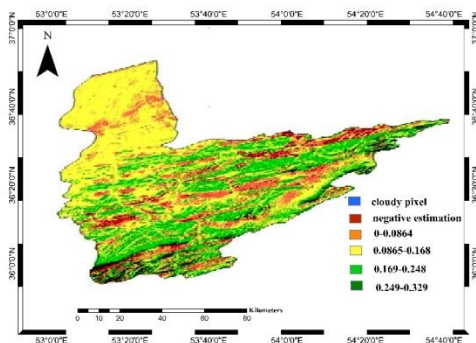 53°0'0"E 53°20'0"E 53°40'0"E 54°0'0"E 54°20'0"E 54°40'0"E
37°0'0"N
N
36°40'0"N
36°20'0"N
36°0'0"N
cloudy pixel
negative estimation
0-0.0864
0.0865-0.168
0.169-0.248
0.249-0.329
0 5 10 20 40 60 80
Kilometers
53°0'0"E 53°20'0"E 53°40'0"E 54°0'0"E 54°20'0"E 54°40'0"E